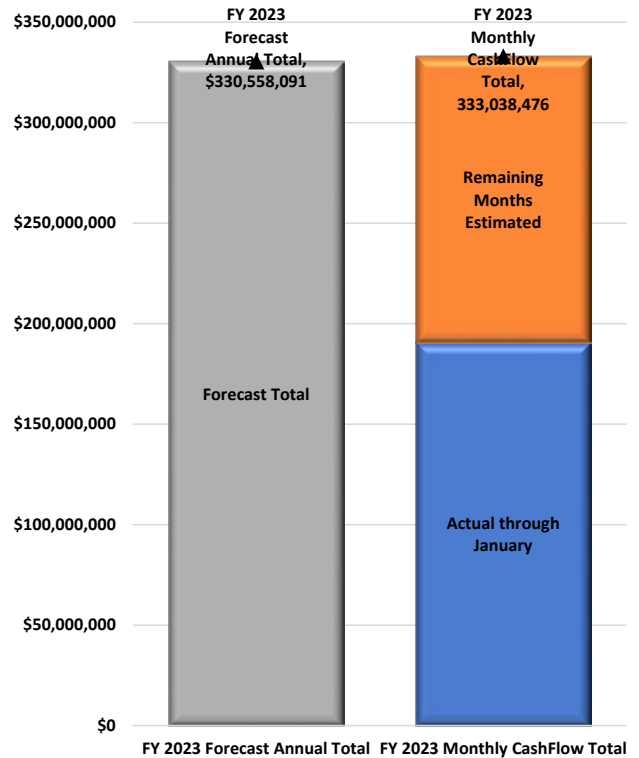 $350,000,000
$300,000,000
$250,000,000
$200,000,000
$150,000,000
$100,000,000
$50,000,000
$0
FY 2023
Forecast
Annual Total,
$330,558,091
Forecast Total
FY 2023
Monthly
CashFlow
Total,
333,038,476
Remaining
Months
Estimated
Actual through
January
FY 2023 Forecast Annual Total
FY 2023 Monthly CashFlow Total